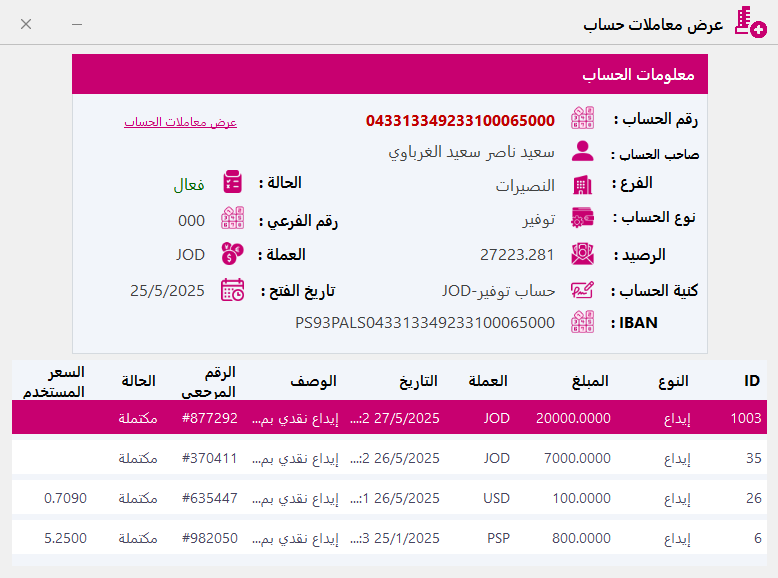 عرض معاملات حساب
معلومات الحساب
رقم الحساب : 043313349233100065000 عرض معاملات الحساب
صاحب الحساب : سعيد ناصر سعيد الغرباوي
الفرع : النصيرات الحالة : فعال
نوع الحساب : توفير رقم الفرعي : 000
الرصيد : 27223.281 العملة : JOD
كنية الحساب : حساب توفير-JOD تاريخ الفتح : 25/5/2025
IBAN : PS93PALS043313349233100065000
ID النوع المبلغ العملة التاريخ الوصف الرقم المرجعي الحالة السعر المستخدم
1003 إيداع 20000.0000 JOD 27/5/2025 2:... إيداع نقدي بم... #877292 مكتملة
35 إيداع 7000.0000 JOD 26/5/2025 2:... إيداع نقدي بم... #370411 مكتملة
26 إيداع 100.0000 USD 26/5/2025 1:... إيداع نقدي بم... #635447 مكتملة 0.7090
6 إيداع 800.0000 PSP 25/1/2025 3:... إيداع نقدي بم... #982050 مكتملة 5.2500